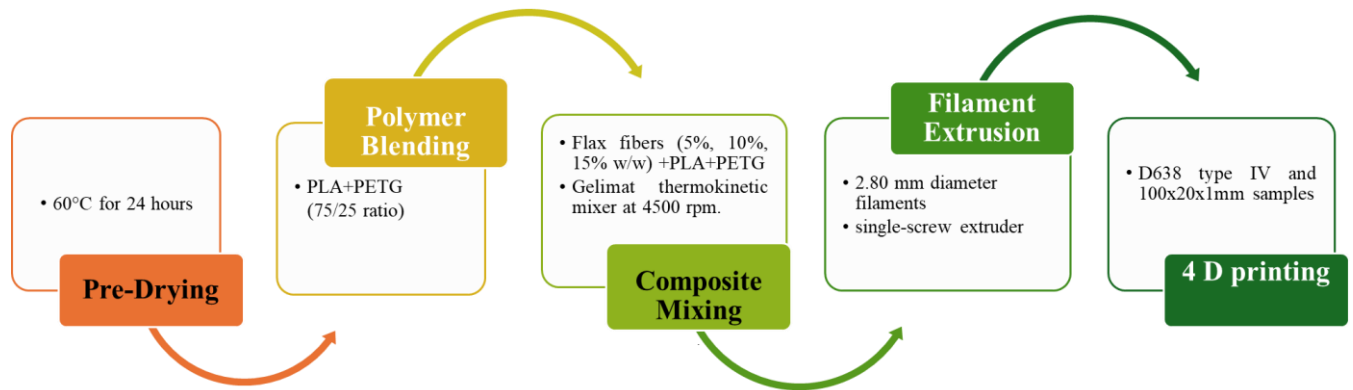 • 60°C for 24 hours
Pre-Drying
Polymer
Blending
• PLA+PETG
(75/25 ratio)
• Flax fibers (5%, 10%,
15% w/w) +PLA+PETG
• Gelimat thermokinetic
mixer at 4500 rpm.
Composite
Mixing
Filament
Extrusion
• 2.80 mm diameter
filaments
• single-screw extruder
• D638 type IV and
100x20x1mm samples
4 D printing